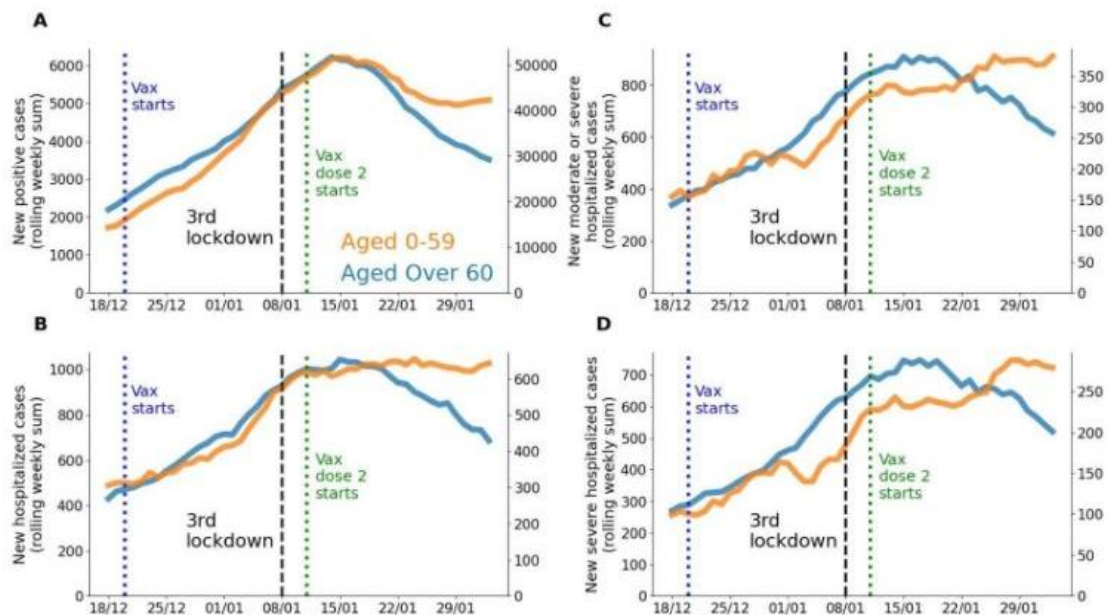 A
New positive cases
(rolling weekly sum)
6000
5000
4000
3000
2000
1000
0
50000
40000
30000
20000
10000
0
Vax
starts
3rd
lockdown
Vax
dose 2
starts
Aged 0-59
Aged Over 60
18/12 25/12 01/01 08/01 15/01 22/01 29/01
C
New moderate or severe
hospitalized cases
(rolling weekly sum)
800
600
400
200
0
350
300
250
200
150
100
50
0
Vax
starts
3rd
lockdown
Vax
dose 2
starts
18/12 25/12 01/01 08/01 15/01 22/01 29/01
B
New hospitalized cases
(rolling weekly sum)
1000
800
600
400
200
0
600
500
400
300
200
100
0
Vax
starts
3rd
lockdown
Vax
dose 2
starts
18/12 25/12 01/01 08/01 15/01 22/01 29/01
D
New severe hospitalized cases
(rolling weekly sum)
700
600
500
400
300
200
100
0
250
200
150
100
50
0
Vax
starts
3rd
lockdown
Vax
dose 2
starts
18/12 25/12 01/01 08/01 15/01 22/01 29/01